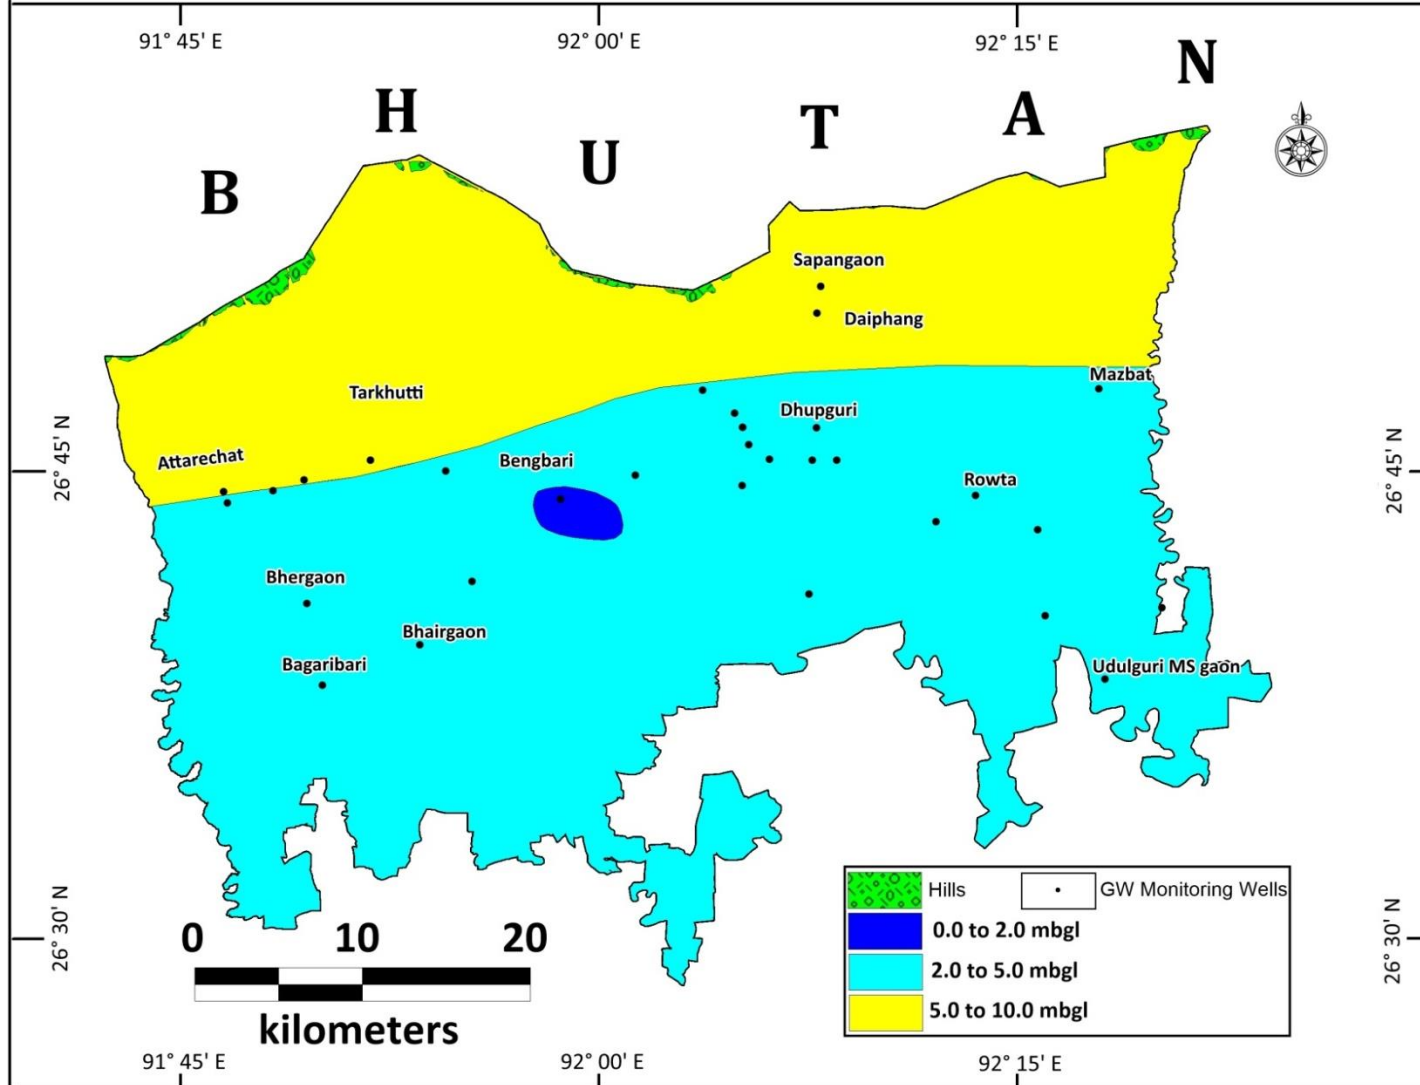 91° 45' E
92° 00' E
92° 15' E
B H U T A N
Sapangaon
Daiphang
Mazbat
Tarkhutti
Dhupguri
Attarechat
Bengbari
26° 45' N
26° 45' N
Rowta
Bhergaon
Bhairgaon
Bagaribari
Udulguri MS gaon
Hills
GW Monitoring Wells
0.0 to 2.0 mbgl
2.0 to 5.0 mbgl
5.0 to 10.0 mbgl
26° 30' N
26° 30' N
0 10 20
kilometers
91° 45' E
92° 00' E
92° 15' E